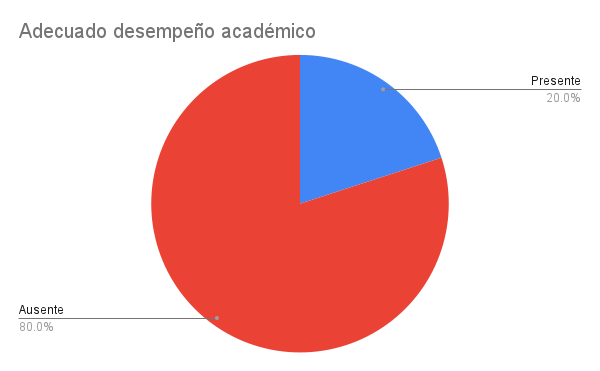 Adecuado desempeño académico
Presente
20.0%
Ausente
80.0%